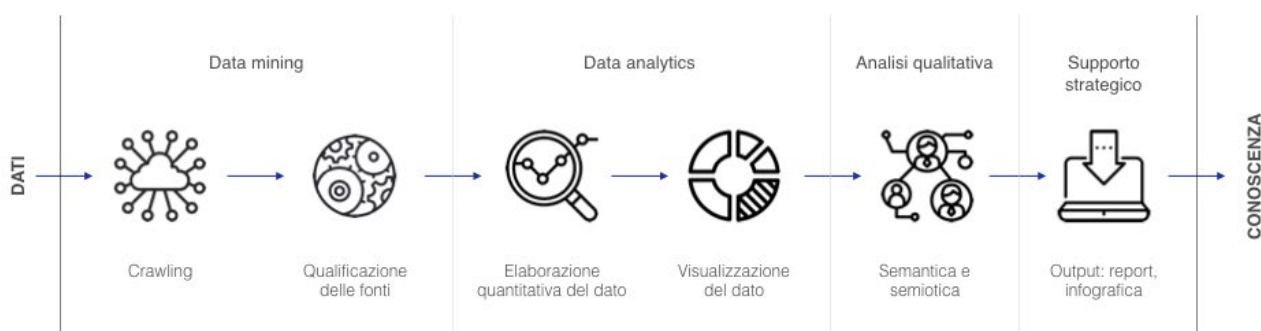 Data mining
Data analytics
Analisi qualitativa
Supporto
strategico
DATI
CONOSCENZA
Crawling
Qualificazione
delle fonti
Elaborazione
quantitativa del dato
Visualizzazione
del dato
Semantica e
semiotica
Output: report,
infografica